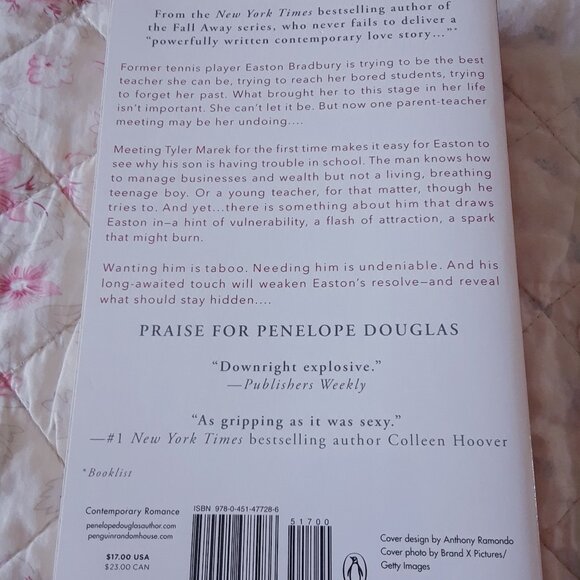 From the New York Times bestselling author of
the Fall Away series, who never fails to deliver a
“powerfully written contemporary love story...”*
Former tennis player Easton Bradbury is trying to be the best
teacher she can be, trying to reach her bored students, trying
to forget her past. What brought her to this stage in her life
isn’t important. She can’t let it be. But now one parent-teacher
meeting may be her undoing....
Meeting Tyler Marek for the first time makes it easy for Easton to
see why his son is having trouble in school. The man knows how
to manage businesses and wealth but not a living, breathing
teenage boy. Or a young teacher, for that matter, though he
tries to. And yet...there is something about him that draws
Easton in—a hint of vulnerability, a flash of attraction, a spark
that might burn.
Wanting him is taboo. Needing him is undeniable. And his
long-awaited touch will weaken Easton’s resolve—and reveal
what should stay hidden....
PRAISE FOR PENELOPE DOUGLAS
“Downright explosive.”
—Publishers Weekly
“As gripping as it was sexy.”
—#1 New York Times bestselling author Colleen Hoover
*Booklist
Contemporary Romance
penelopedouglasauthor.com
penguinrandomhouse.com
$17.00 USA
$23.00 CAN
ISBN 978-0-451-47728-6
51700
Cover design by Anthony Ramondo
Cover photo by Brand X Pictures/
Getty Images